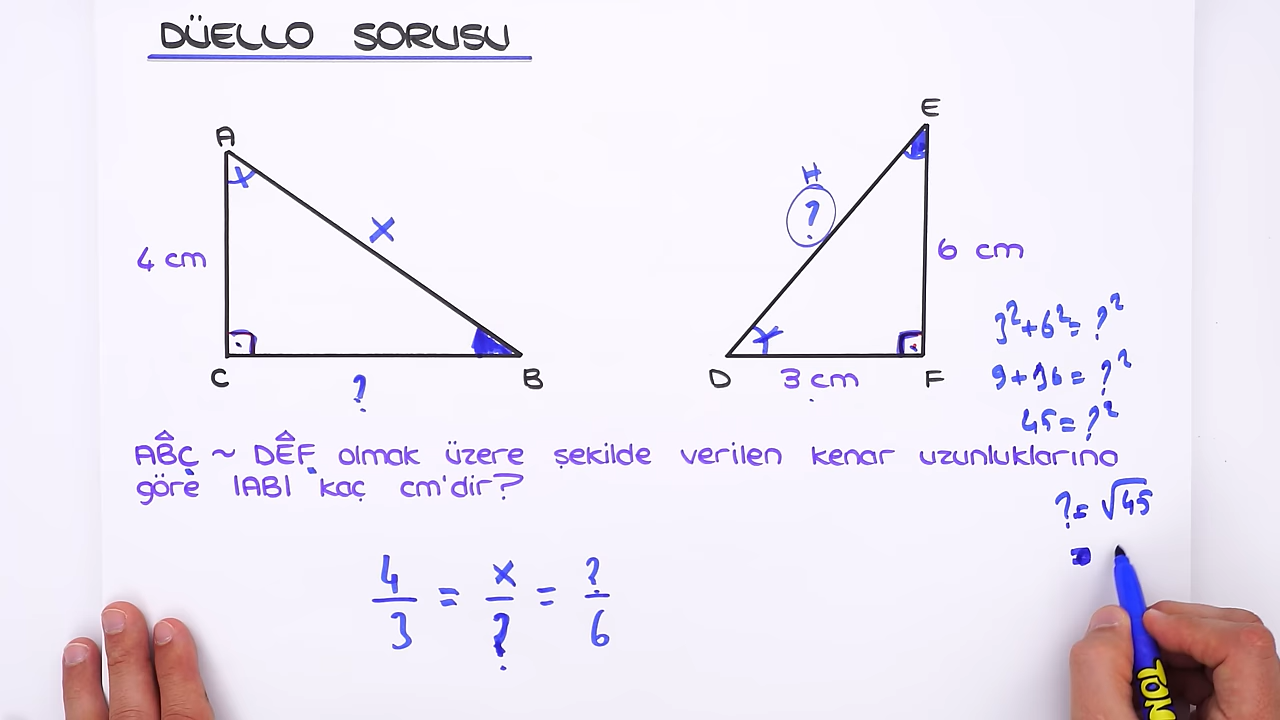 DÜELLO SORUSU
A
x
x
4 cm
C
?
B
E
H
?
6 cm
x
D
3 cm
F
3² + 6² = ?²
9 + 36 = ?²
45 = ?²
ABC ~ DEF olmak üzere şekilde verilen kenar uzunluklarına
göre |AB| kaç cm'dir?
? = √45
=
4/3 = x/? = ?/6
TOM